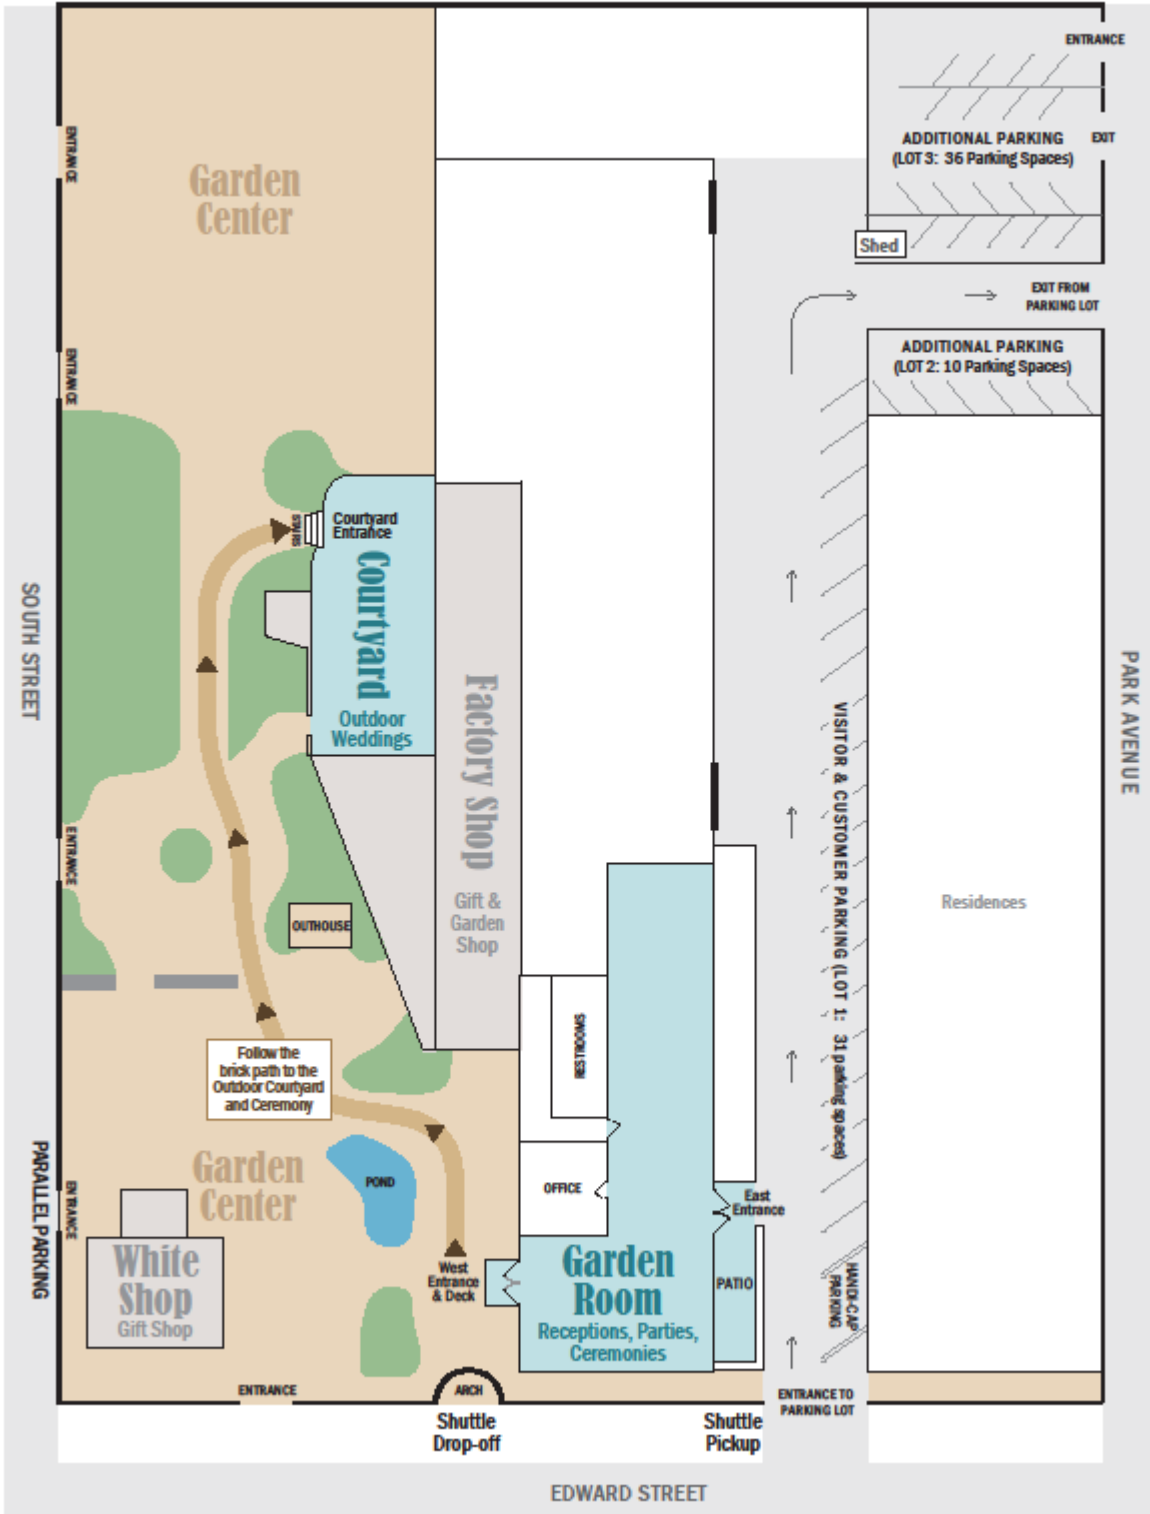 ENTRANCE
ADDITIONAL PARKING
(LOT 3: 36 Parking Spaces)
EXIT
ENTRANCE
Garden
Center
Shed
EXIT FROM
PARKING LOT
ADDITIONAL PARKING
(LOT 2: 10 Parking Spaces)
ENTRANCE
STAIRS
Courtyard
Entrance
Courtyard
Outdoor
Weddings
SOUTH STREET
Factory Shop
Gift &
Garden
Shop
PARK AVENUE
VISITOR & CUSTOMER PARKING (LOT 1: 31 parking spaces)
Residences
ENTRANCE
OUTHOUSE
RESTROOMS
Follow the
brick path to the
Outdoor Courtyard
and Ceremony
PARALLEL PARKING
ENTRANCE
Garden
Center
POND
OFFICE
East
Entrance
White
Shop
Gift Shop
West
Entrance
& Deck
Garden
Room
Receptions, Parties,
Ceremonies
PATIO
HANDI-CAP
PARKING
ENTRANCE
ARCH
ENTRANCE TO
PARKING LOT
Shuttle
Drop-off
Shuttle
Pickup
EDWARD STREET